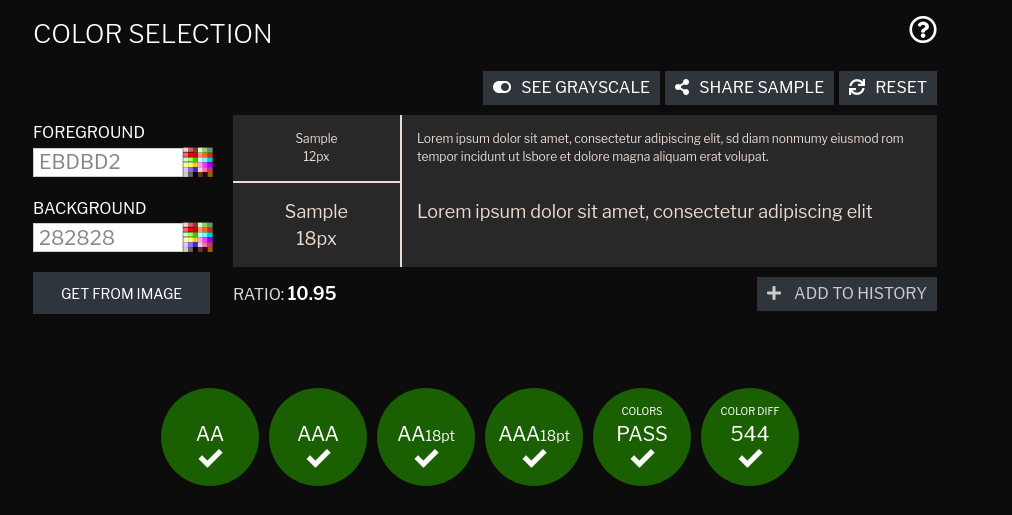 COLOR SELECTION
SEE GRAYSCALE
SHARE SAMPLE
RESET
FOREGROUND
EBDBD2
BACKGROUND
282828
GET FROM IMAGE
Sample
12px
Lorem ipsum dolor sit amet, consectetur adipiscing elit, sd diam nonmumy eiusmod rom
tempor incidunt ut lsbore et dolore magna aliquam erat volupat.
Sample
18px
Lorem ipsum dolor sit amet, consectetur adipiscing elit
RATIO: 10.95
ADD TO HISTORY
AA
AAA
AA18pt
AAA18pt
COLORS
PASS
COLOR DIFF
544